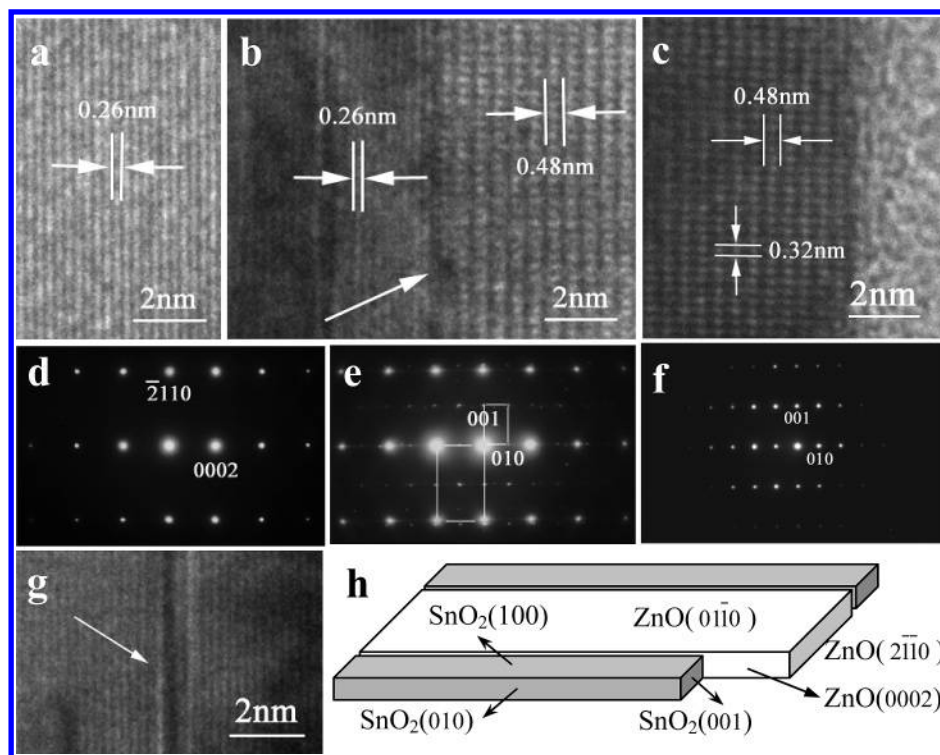 a
0.26nm
2nm
b
0.26nm
0.48nm
2nm
c
0.48nm
0.32nm
2nm
d
2̅110
0002
e
001
010
f
001
010
g
2nm
h
SnO₂(100)
ZnO(011̅0)
ZnO(21̅1̅0)
ZnO(0002)
SnO₂(010)
SnO₂(001)